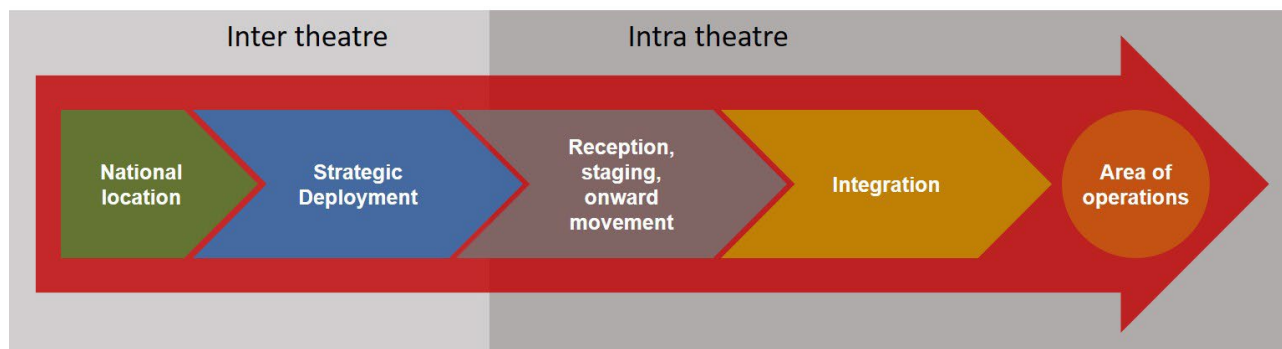 Inter theatre
Intra theatre
National
location
Strategic
Deployment
Reception,
staging,
onward
movement
Integration
Area of
operations